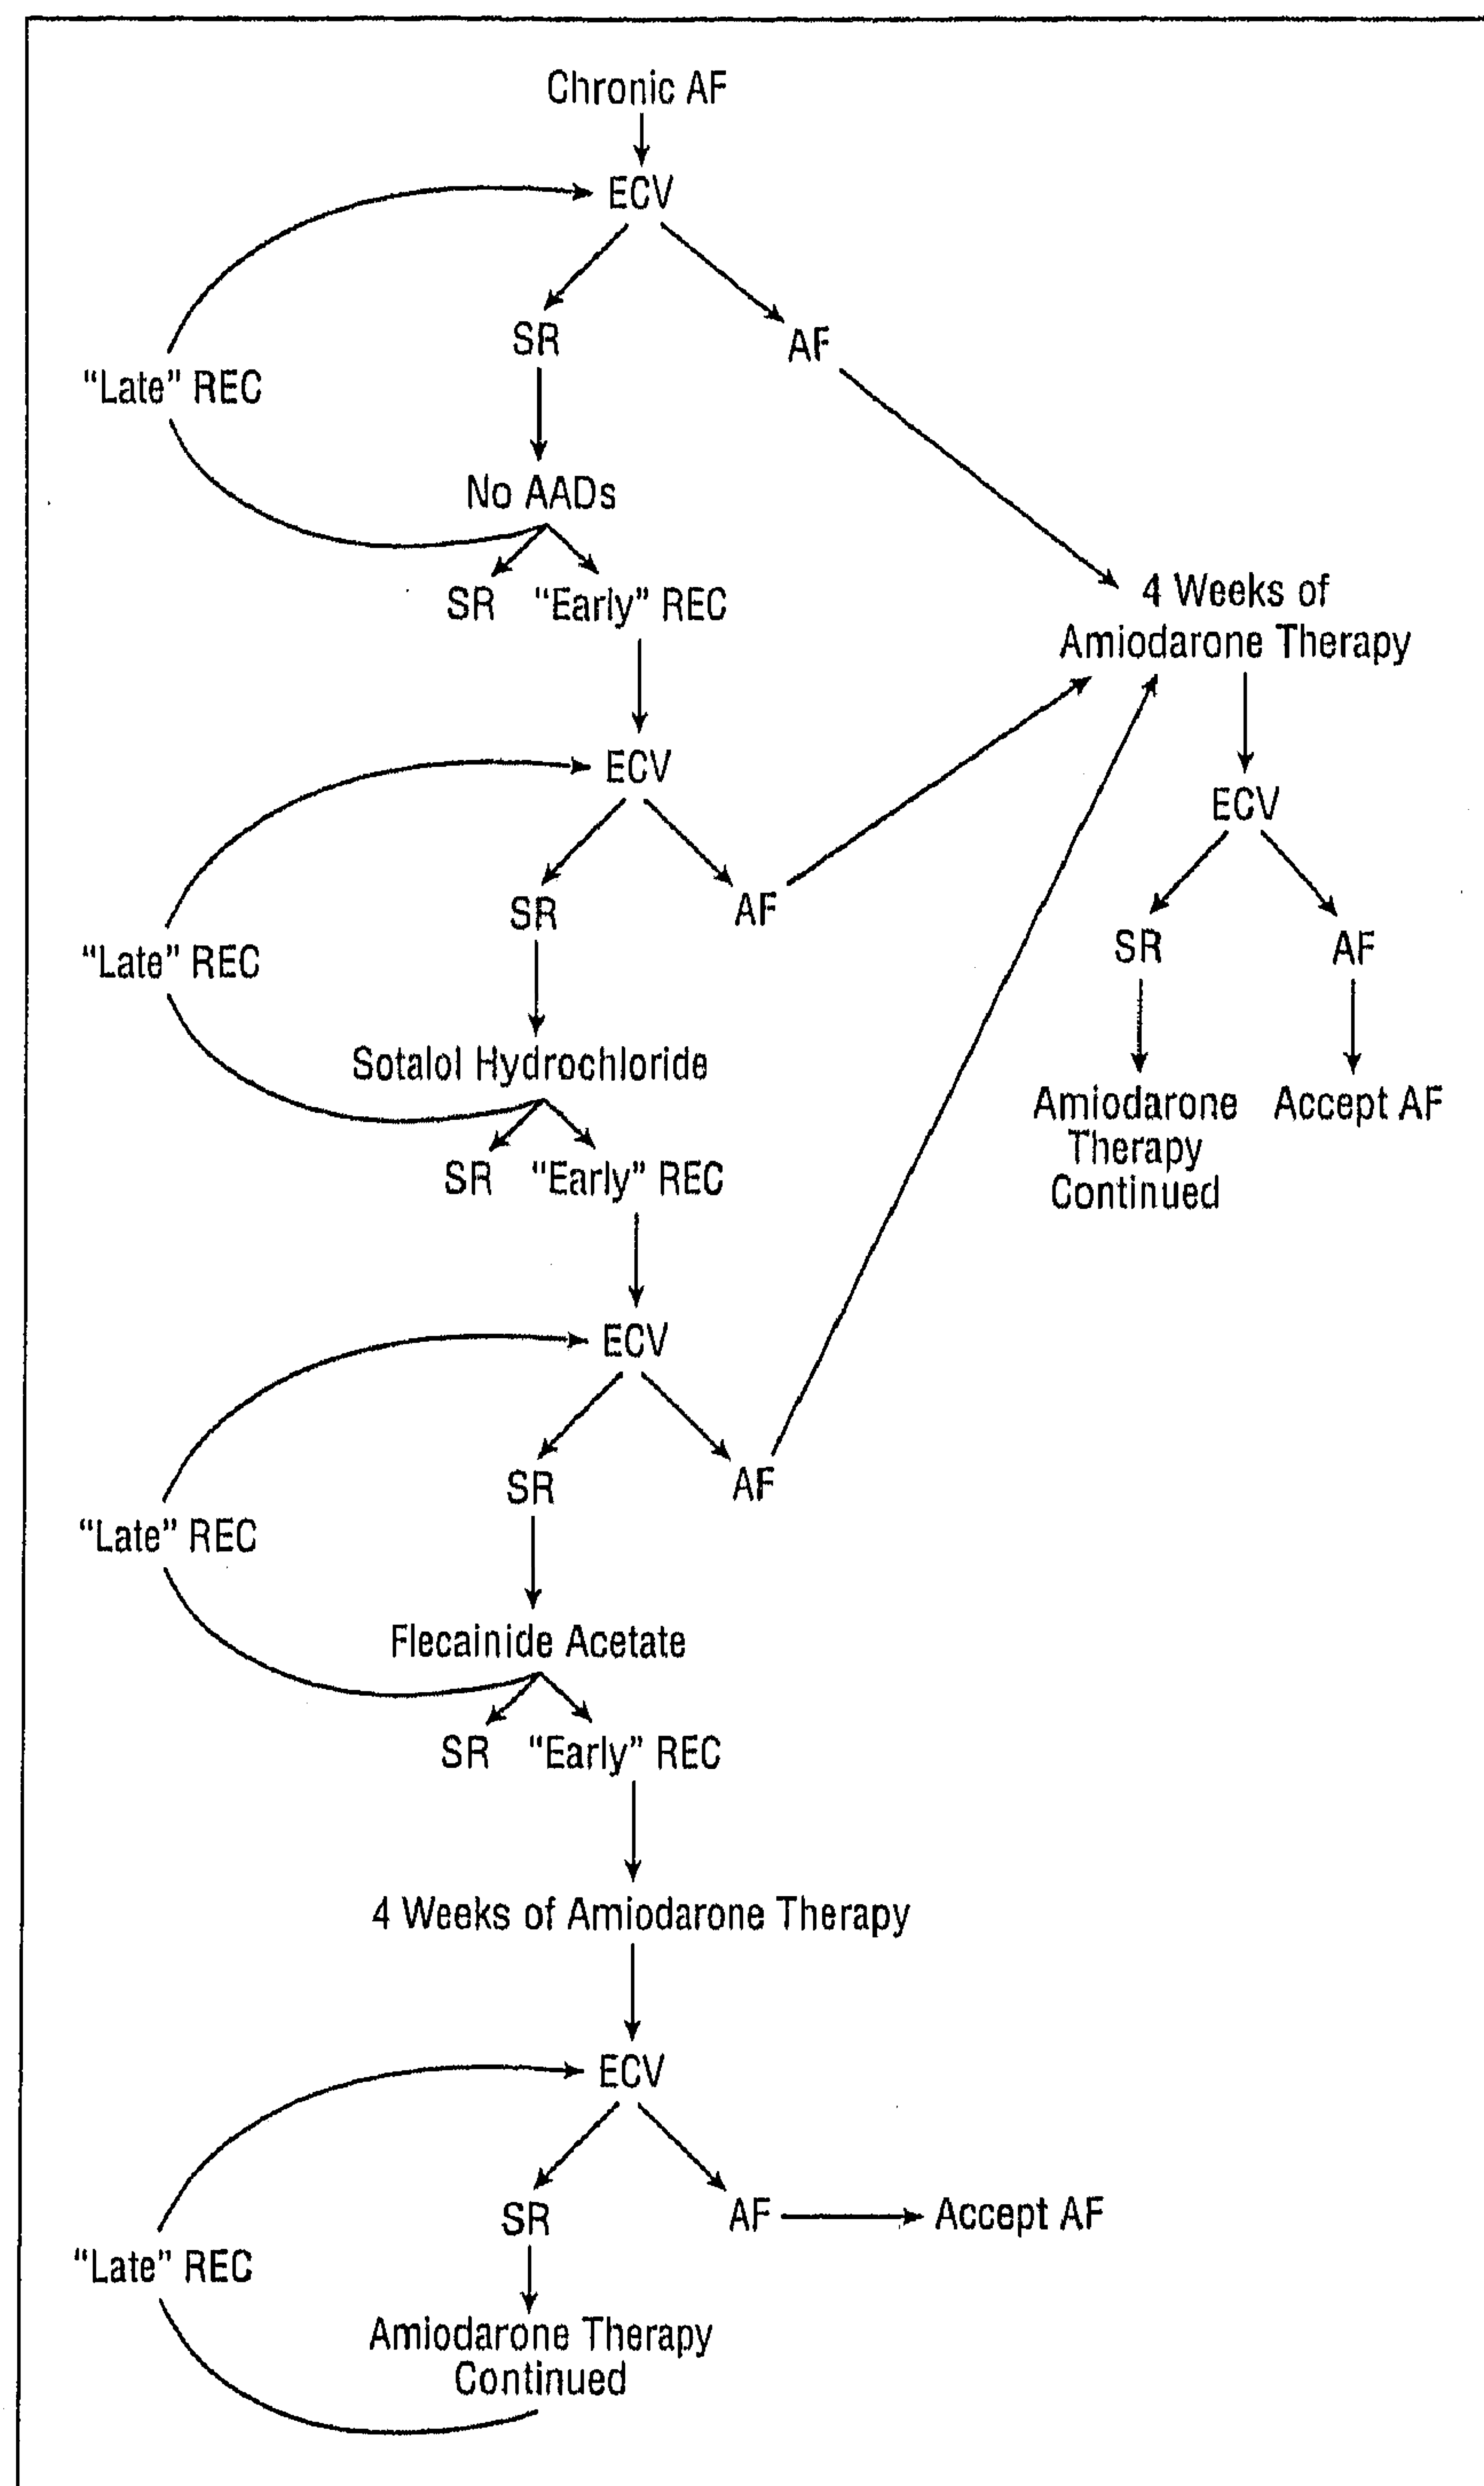 Chronic AF
ECV
SR
AF
"Late" REC
No AADs
SR "Early" REC
4 Weeks of
Amiodarone Therapy
ECV
ECV
SR
AF
SR
AF
"Late" REC
Sotalol Hydrochloride
Amiodarone
Therapy
Continued
Accept AF
SR "Early" REC
ECV
SR
AF
"Late" REC
Flecainide Acetate
SR "Early" REC
4 Weeks of Amiodarone Therapy
ECV
SR
AF
Accept AF
"Late" REC
Amiodarone Therapy
Continued